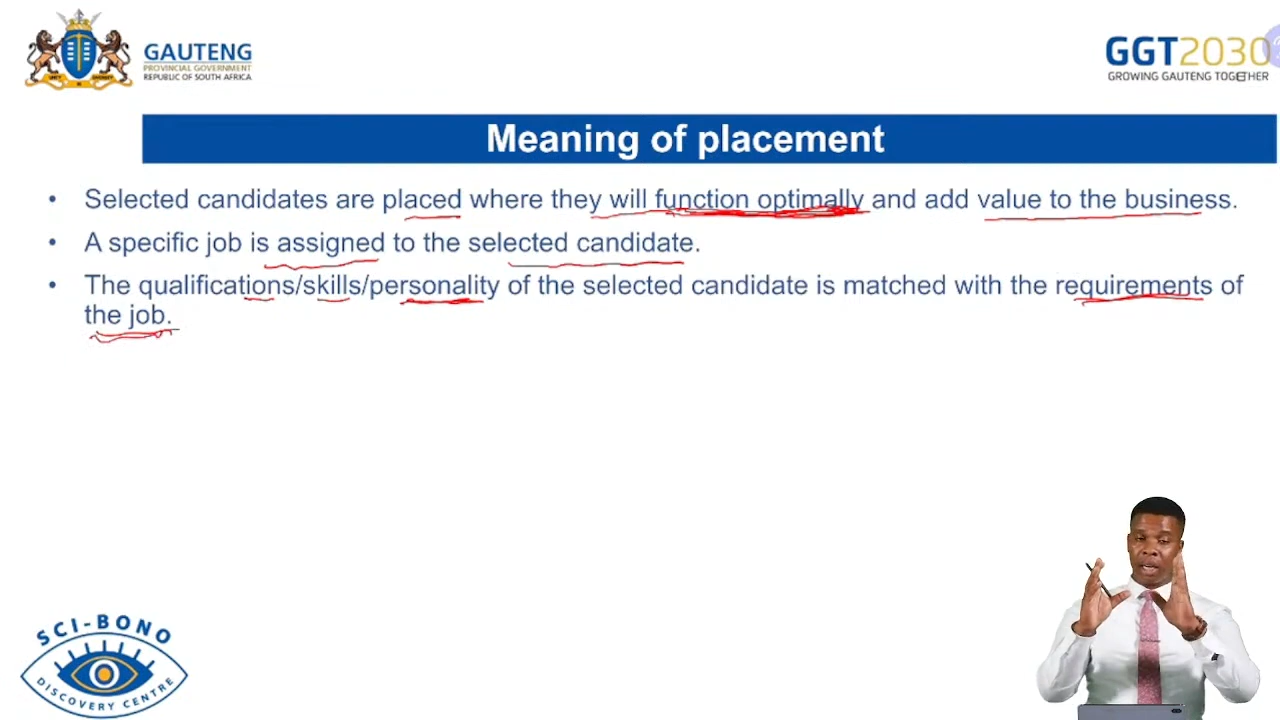 GAUTENG
PROVINCIAL GOVERNMENT
REPUBLIC OF SOUTH AFRICA
GGT2030
GROWING GAUTENG TOGETHER
Meaning of placement
• Selected candidates are placed where they will function optimally and add value to the business.
• A specific job is assigned to the selected candidate.
• The qualifications/skills/personality of the selected candidate is matched with the requirements of
the job.
SCI-BONO
DISCOVERY CENTRE